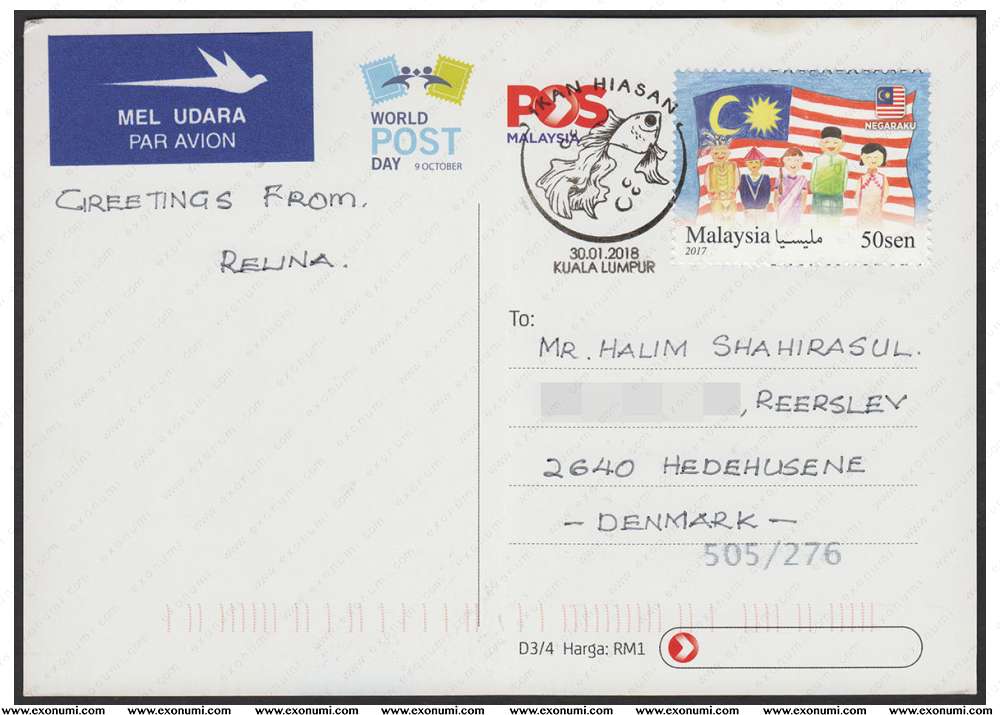 MEL UDARA
PAR AVION
WORLD
POST
DAY 9 OCTOBER
POS
MALAYSIA
IKAN HIASAN
30.01.2018
KUALA LUMPUR
NEGARAKU
Malaysia مليسيا 50sen
2017
GREETINGS FROM.
RELINA.
To:
MR. HALIM SHAHIRASUL.
, REERSLEV
2640 HEDEHUSENE
– DENMARK –
505/276
D3/4 Harga: RM1
www.exonumi.com www.exonumi.com www.exonumi.com www.exonumi.com www.exonumi.com www.exonumi.com www.exonumi.com www.exonumi.com